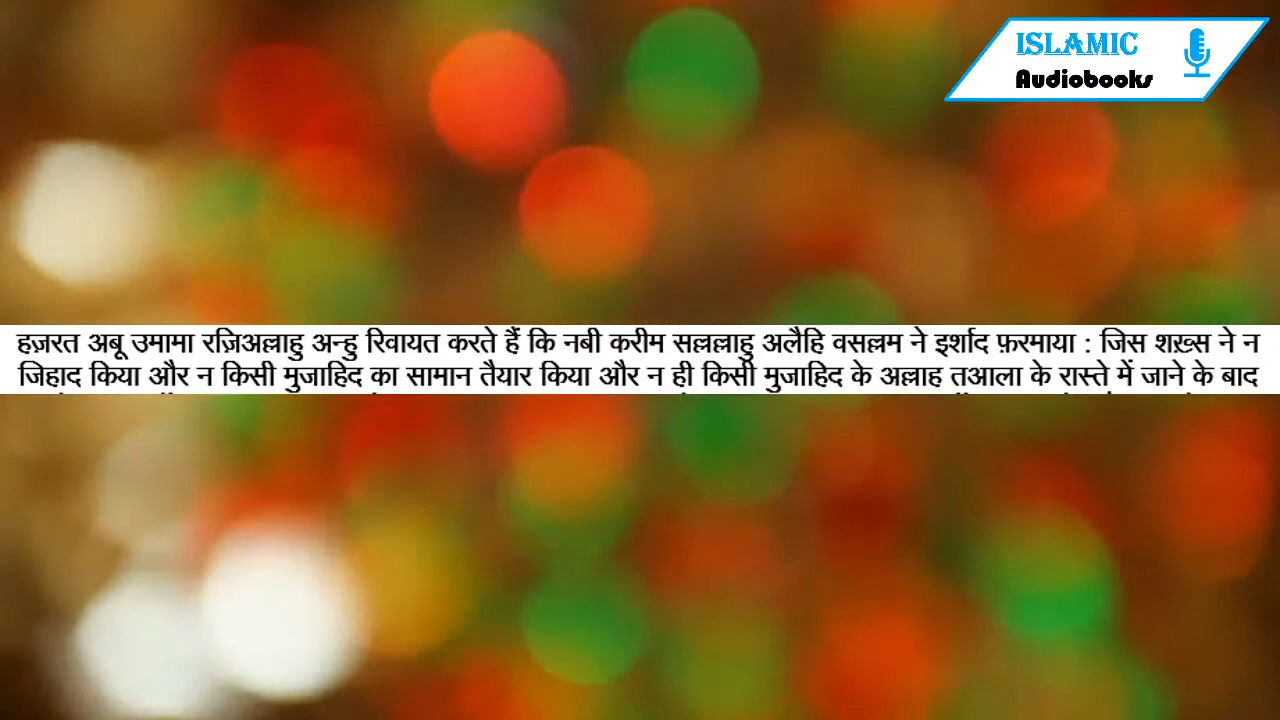 ISLAMIC
Audiobooks
हज़रत अबू उमामा रज़िअल्लाहु अन्हु रिवायत करते हैं कि नबी करीम सल्लल्लाहु अलैहि वसल्लम ने इर्शाद फ़रमाया : जिस शख़्स ने न
जिहाद किया और न किसी मुजाहिद का सामान तैयार किया और न ही किसी मुजाहिद के अल्लाह तआला के रास्ते में जाने के बाद